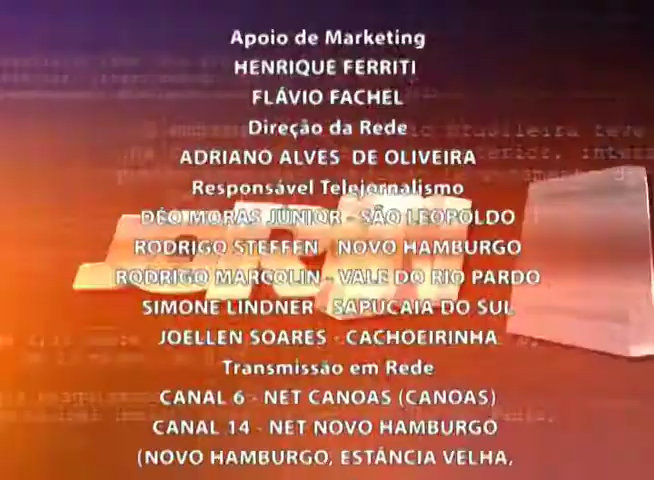 Apoio de Marketing
HENRIQUE FERRITI
FLÁVIO FACHEL
Direção da Rede
ADRIANO ALVES DE OLIVEIRA
Responsável Telejornalismo
DÉO MORAS JÚNIOR - SÃO LEOPOLDO
RODRIGO STEFFEN - NOVO HAMBURGO
RODRIGO MARCOLIN - VALE DO RIO PARDO
SIMONE LINDNER - SAPUCAIA DO SUL
JOELLEN SOARES - CACHOEIRINHA
Transmissão em Rede
CANAL 6 - NET CANOAS (CANOAS)
CANAL 14 - NET NOVO HAMBURGO
(NOVO HAMBURGO, ESTÂNCIA VELHA,